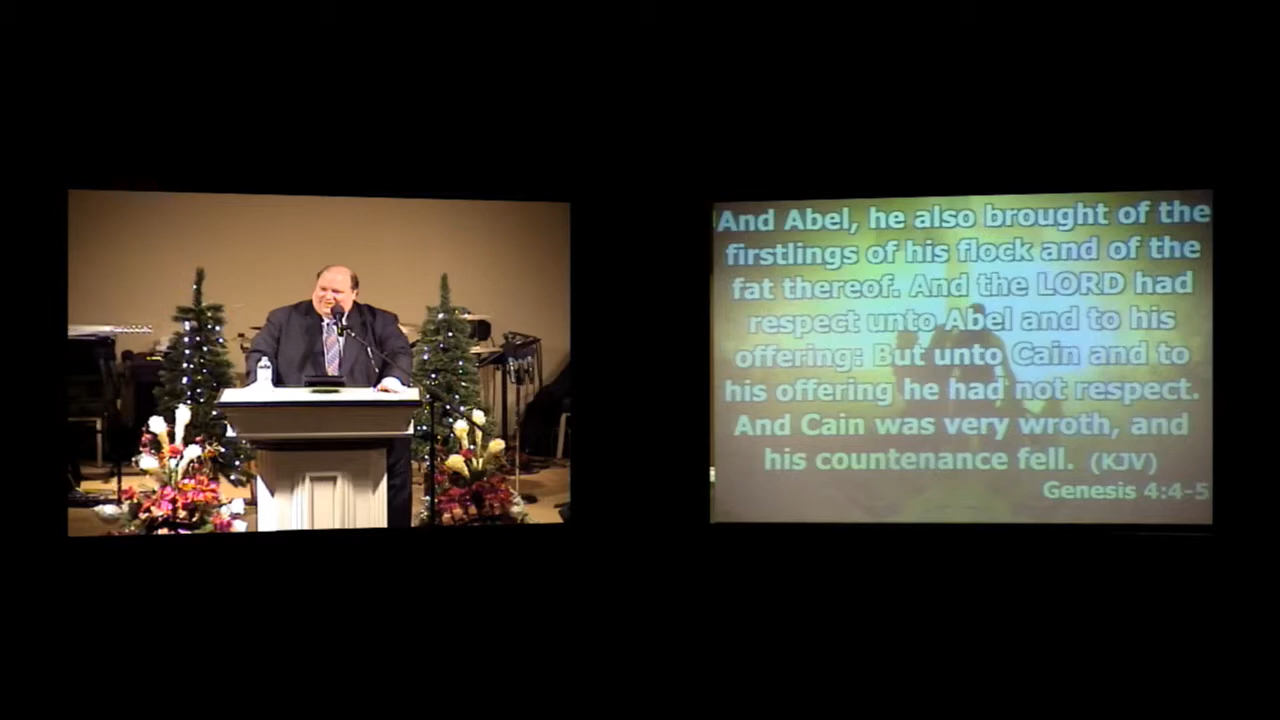 And Abel, he also brought of the
firstlings of his flock and of the
fat thereof. And the LORD had
respect unto Abel and to his
offering: But unto Cain and to
his offering he had not respect.
And Cain was very wroth, and
his countenance fell. (KJV)
Genesis 4:4-5